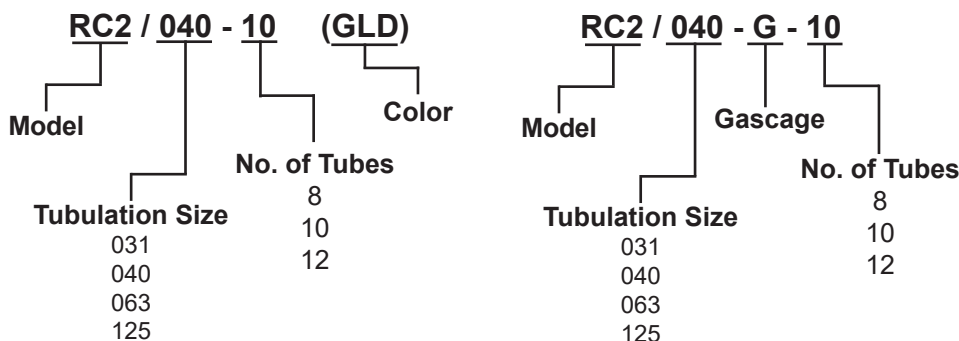 RC2 / 040 - 10 (GLD)
Model
Color
No. of Tubes
8
10
12
Tubulation Size
031
040
063
125
RC2 / 040 - G - 10
Model
Gascage
No. of Tubes
8
10
12
Tubulation Size
031
040
063
125